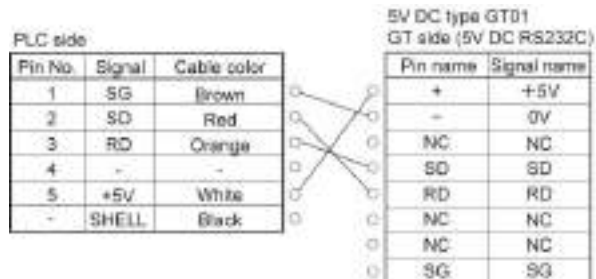 5V DC type GT01
PLC side
GT side (5V DC RS232C)
Pin No. Signal Cable color
1 SG Brown
2 SD Red
3 RD Orange
4 - -
5 +5V White
- SHELL Black
Pin name Signal name
+ +5V
- 0V
NC NC
SD SD
RD RD
NC NC
NC NC
SG SG